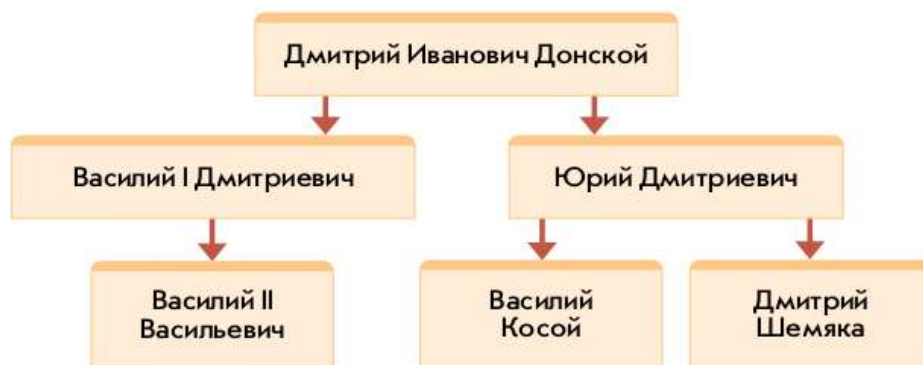 Дмитрий Иванович Донской
Василий I Дмитриевич
Юрий Дмитриевич
Василий II
Васильевич
Василий
Косой
Дмитрий
Шемяка